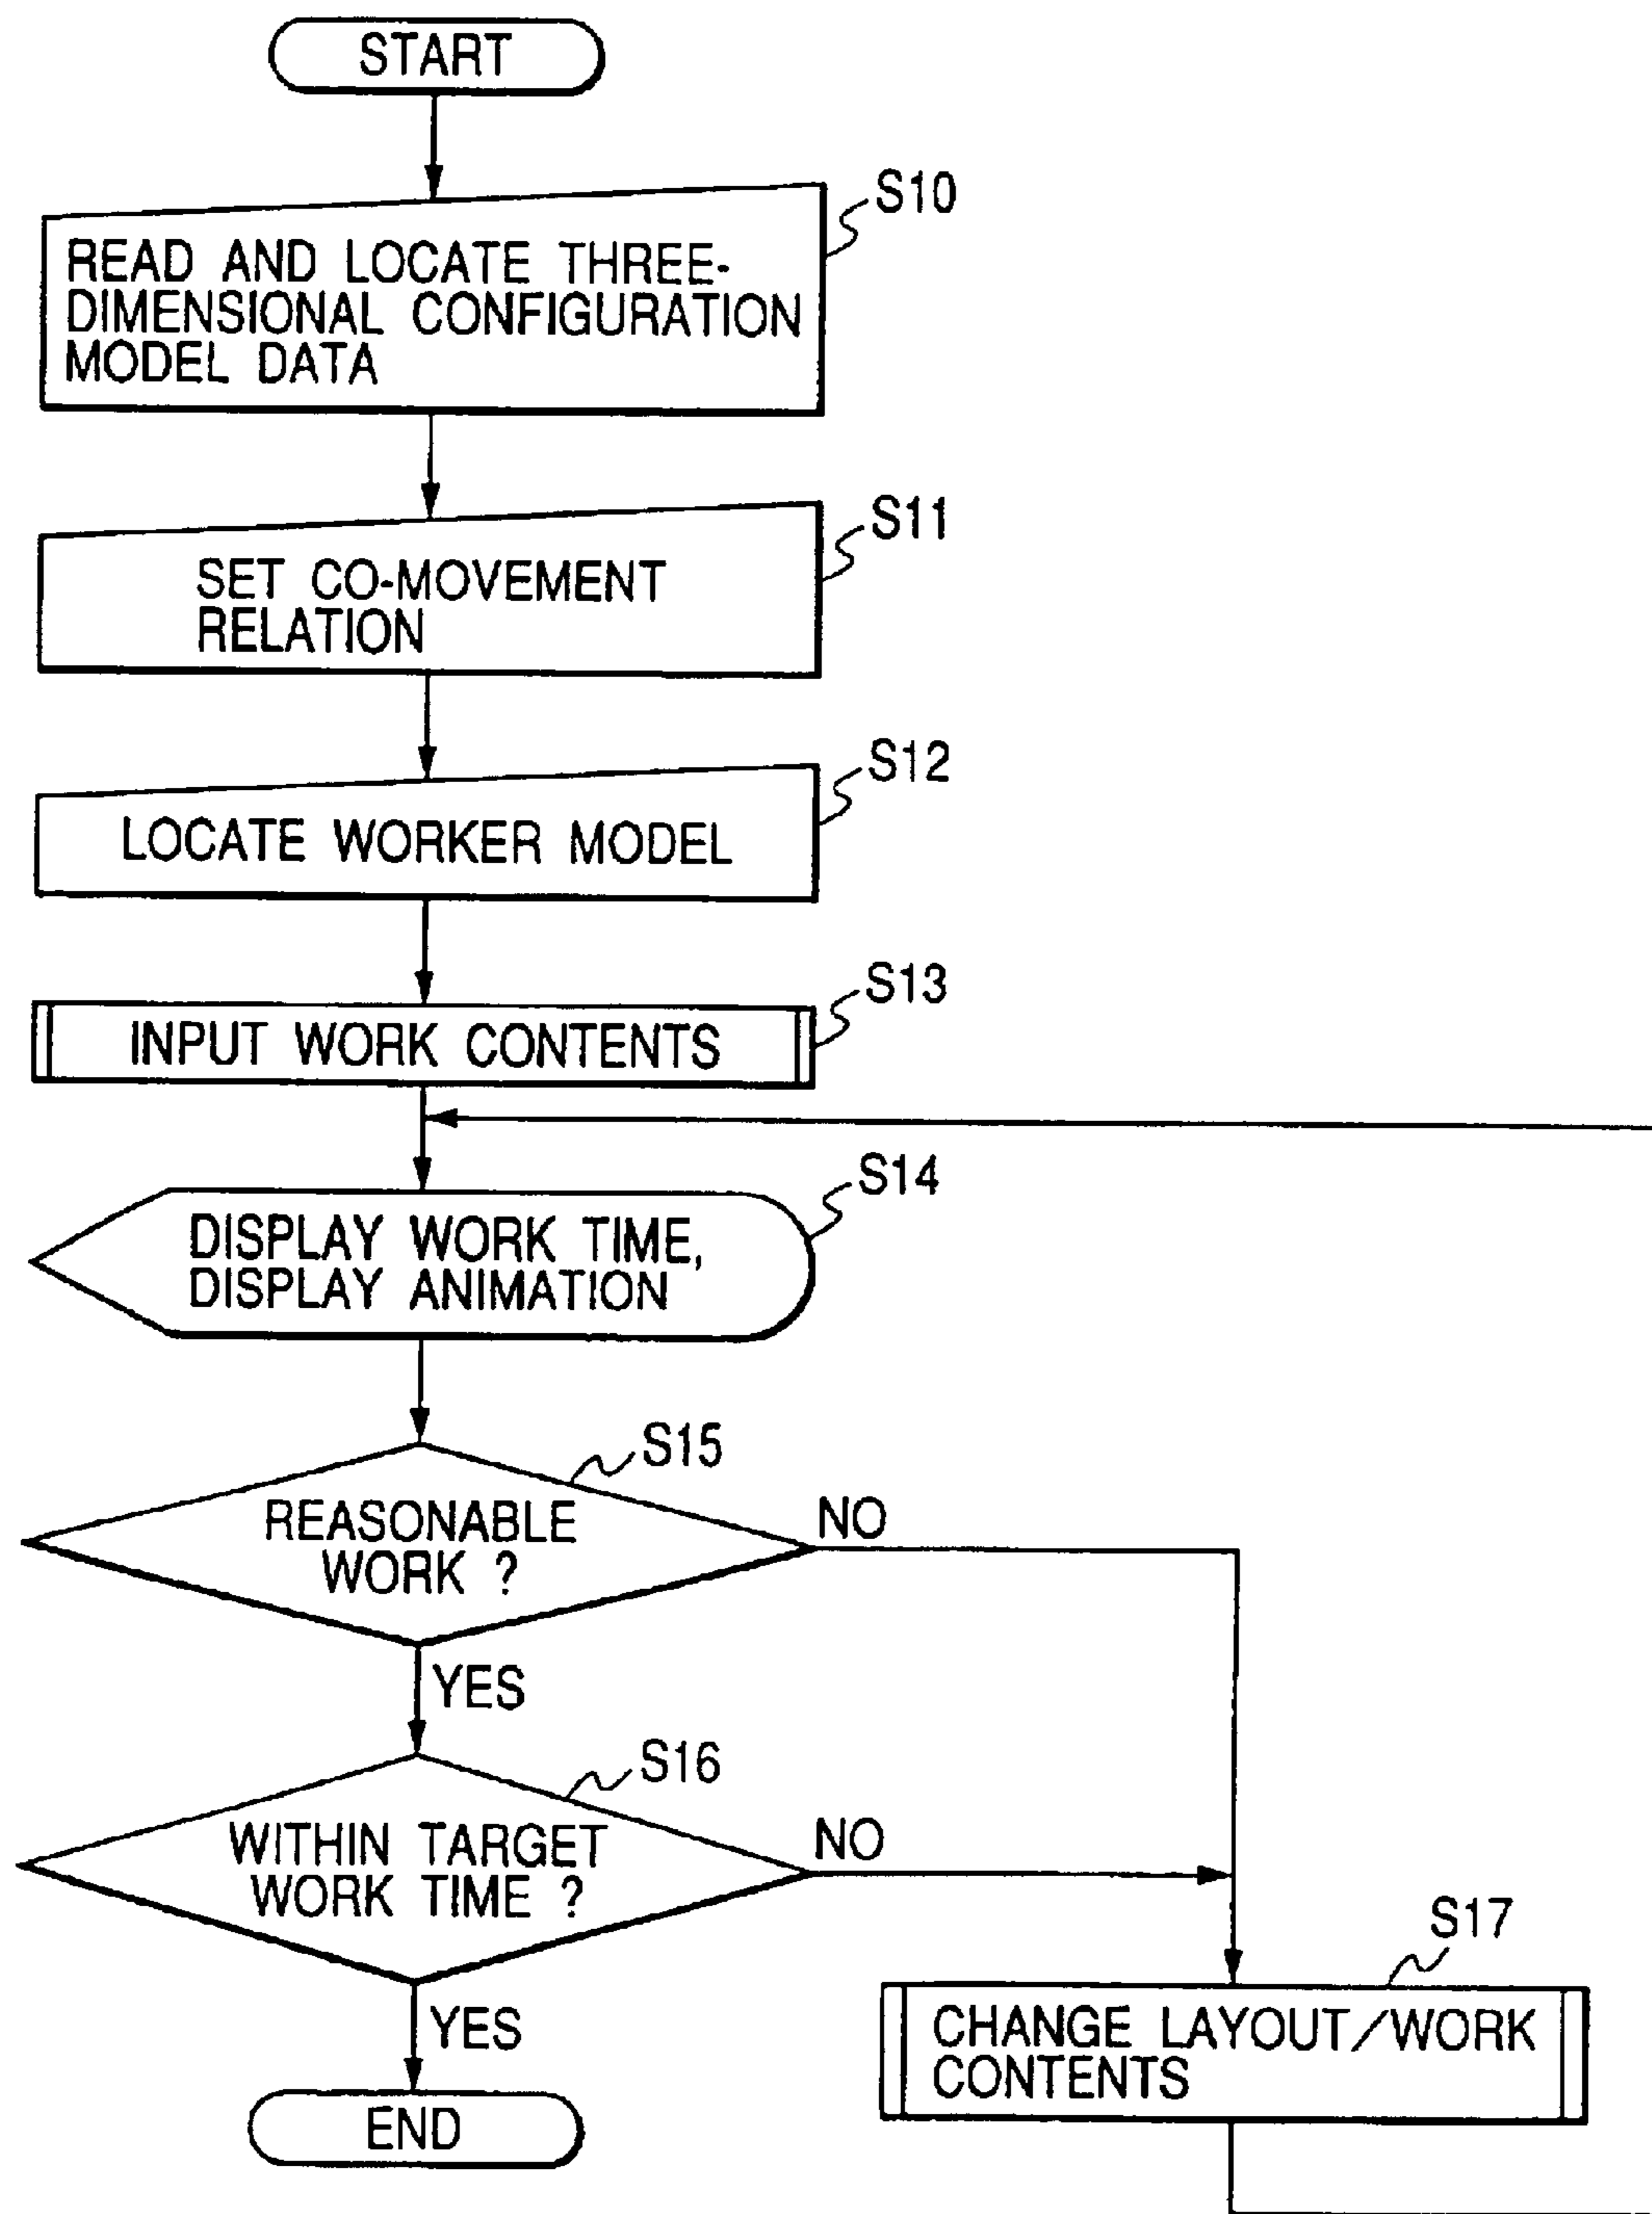 START
S10
READ AND LOCATE THREE-
DIMENSIONAL CONFIGURATION
MODEL DATA
S11
SET CO-MOVEMENT
RELATION
S12
LOCATE WORKER MODEL
S13
INPUT WORK CONTENTS
S14
DISPLAY WORK TIME,
DISPLAY ANIMATION
S15
REASONABLE
WORK ?
NO
YES
S16
WITHIN TARGET
WORK TIME ?
NO
S17
CHANGE LAYOUT/WORK
CONTENTS
YES
END